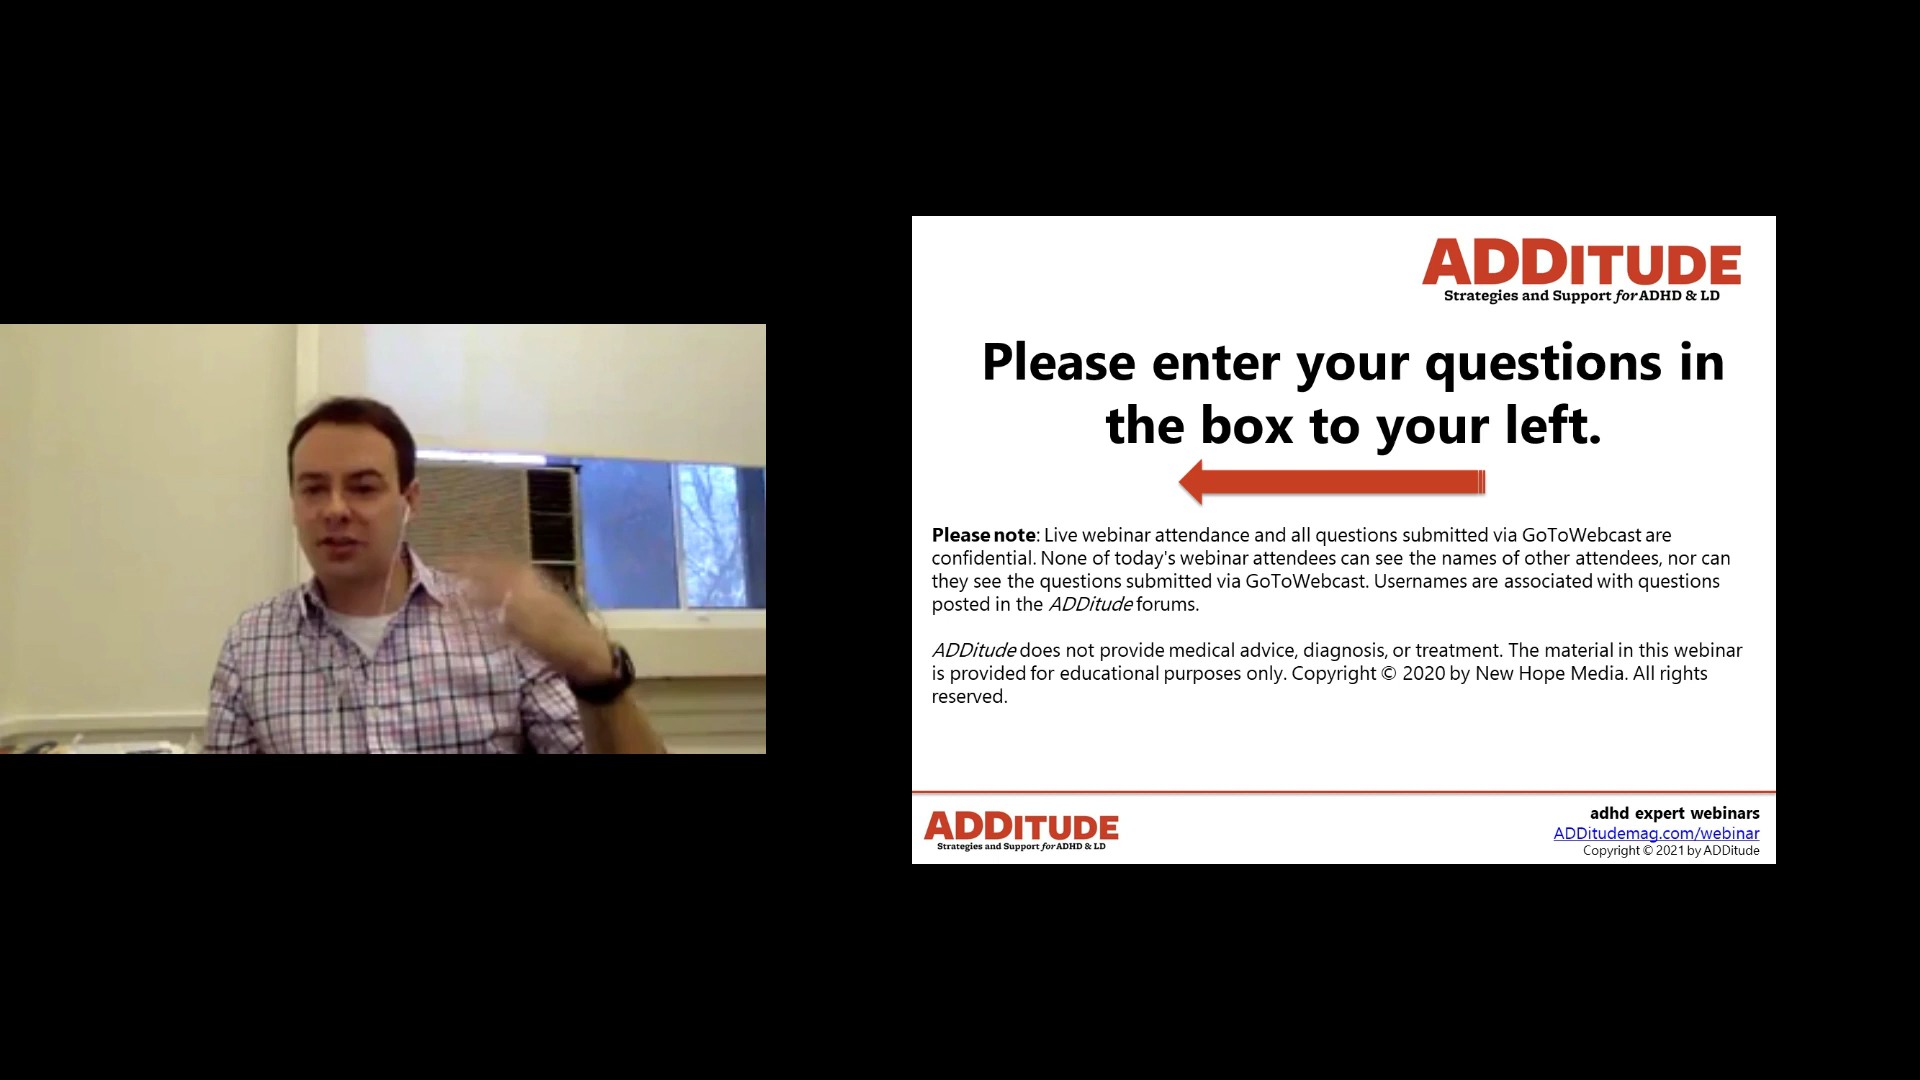 ADDITUDE
Strategies and Support for ADHD & LD
Please enter your questions in
the box to your left.
Please note: Live webinar attendance and all questions submitted via GoToWebcast are
confidential. None of today's webinar attendees can see the names of other attendees, nor can
they see the questions submitted via GoToWebcast. Usernames are associated with questions
posted in the ADDitude forums.
ADDitude does not provide medical advice, diagnosis, or treatment. The material in this webinar
is provided for educational purposes only. Copyright © 2020 by New Hope Media. All rights
reserved.
ADDITUDE
Strategies and Support for ADHD & LD
adhd expert webinars
ADDitudemag.com/webinar
Copyright © 2021 by ADDitude